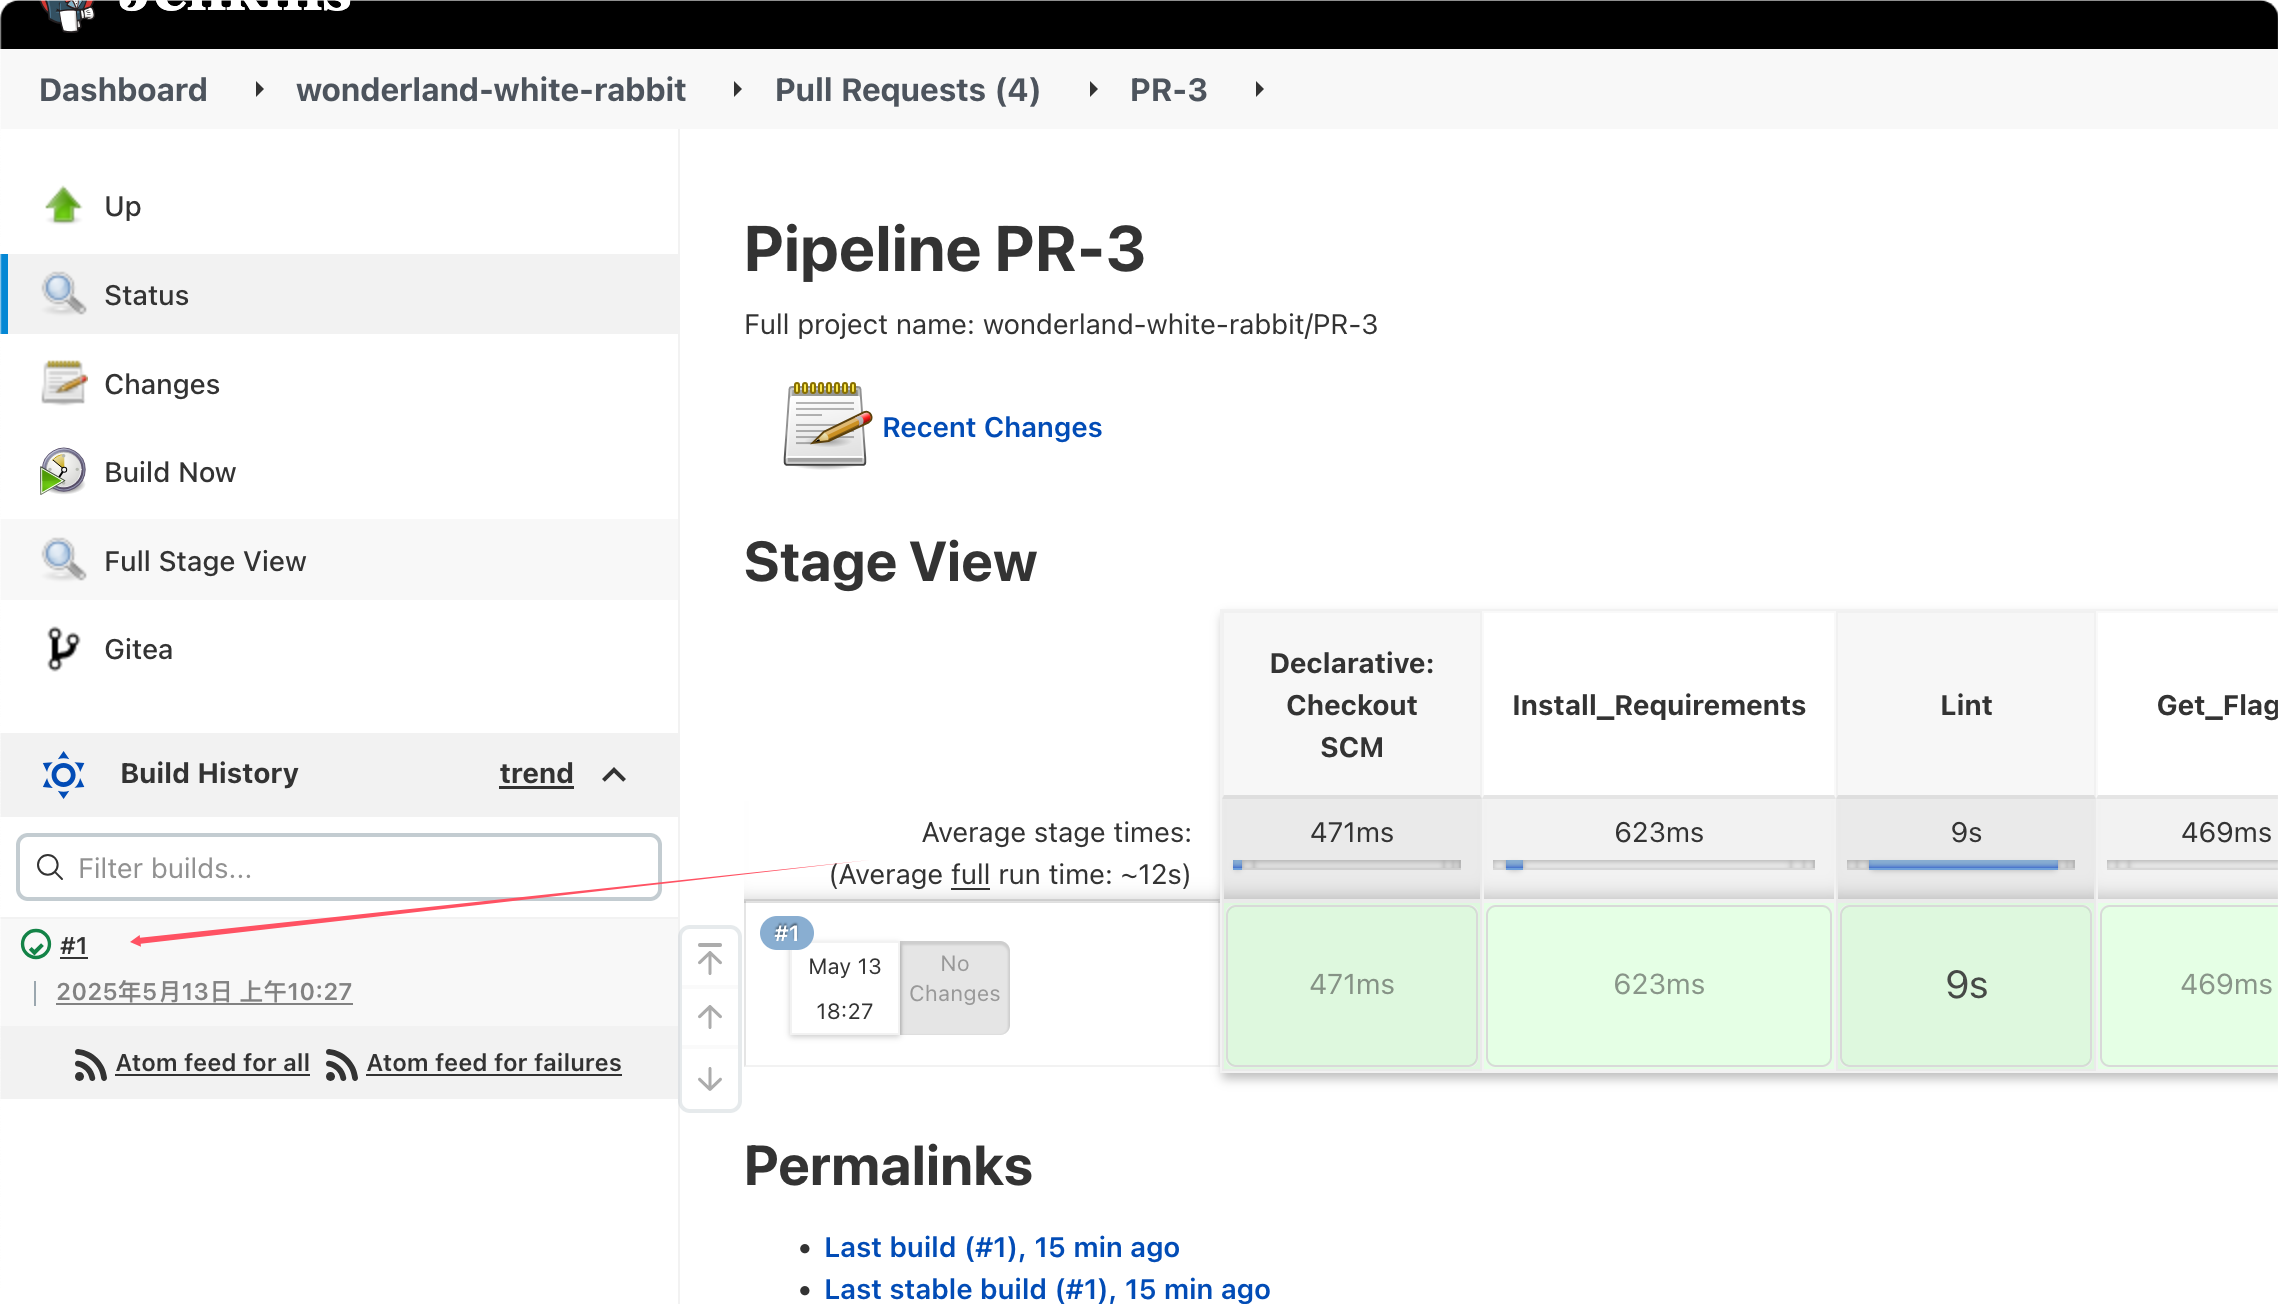 Jenkins
Dashboard
wonderland-white-rabbit
Pull Requests (4)
PR-3
Up
Status
Changes
Build Now
Full Stage View
Gitea
Build History
trend
Filter builds...
#1
2025年5月13日 上午10:27
Atom feed for all
Atom feed for failures
Pipeline PR-3
Full project name: wonderland-white-rabbit/PR-3
Recent Changes
Stage View
Declarative:
Checkout
SCM
Install_Requirements
Lint
Get_Flag
Average stage times:
(Average full run time: ~12s)
471ms
623ms
9s
469ms
#1
May 13
18:27
No
Changes
471ms
623ms
9s
469ms
Permalinks
Last build (#1), 15 min ago
Last stable build (#1), 15 min ago